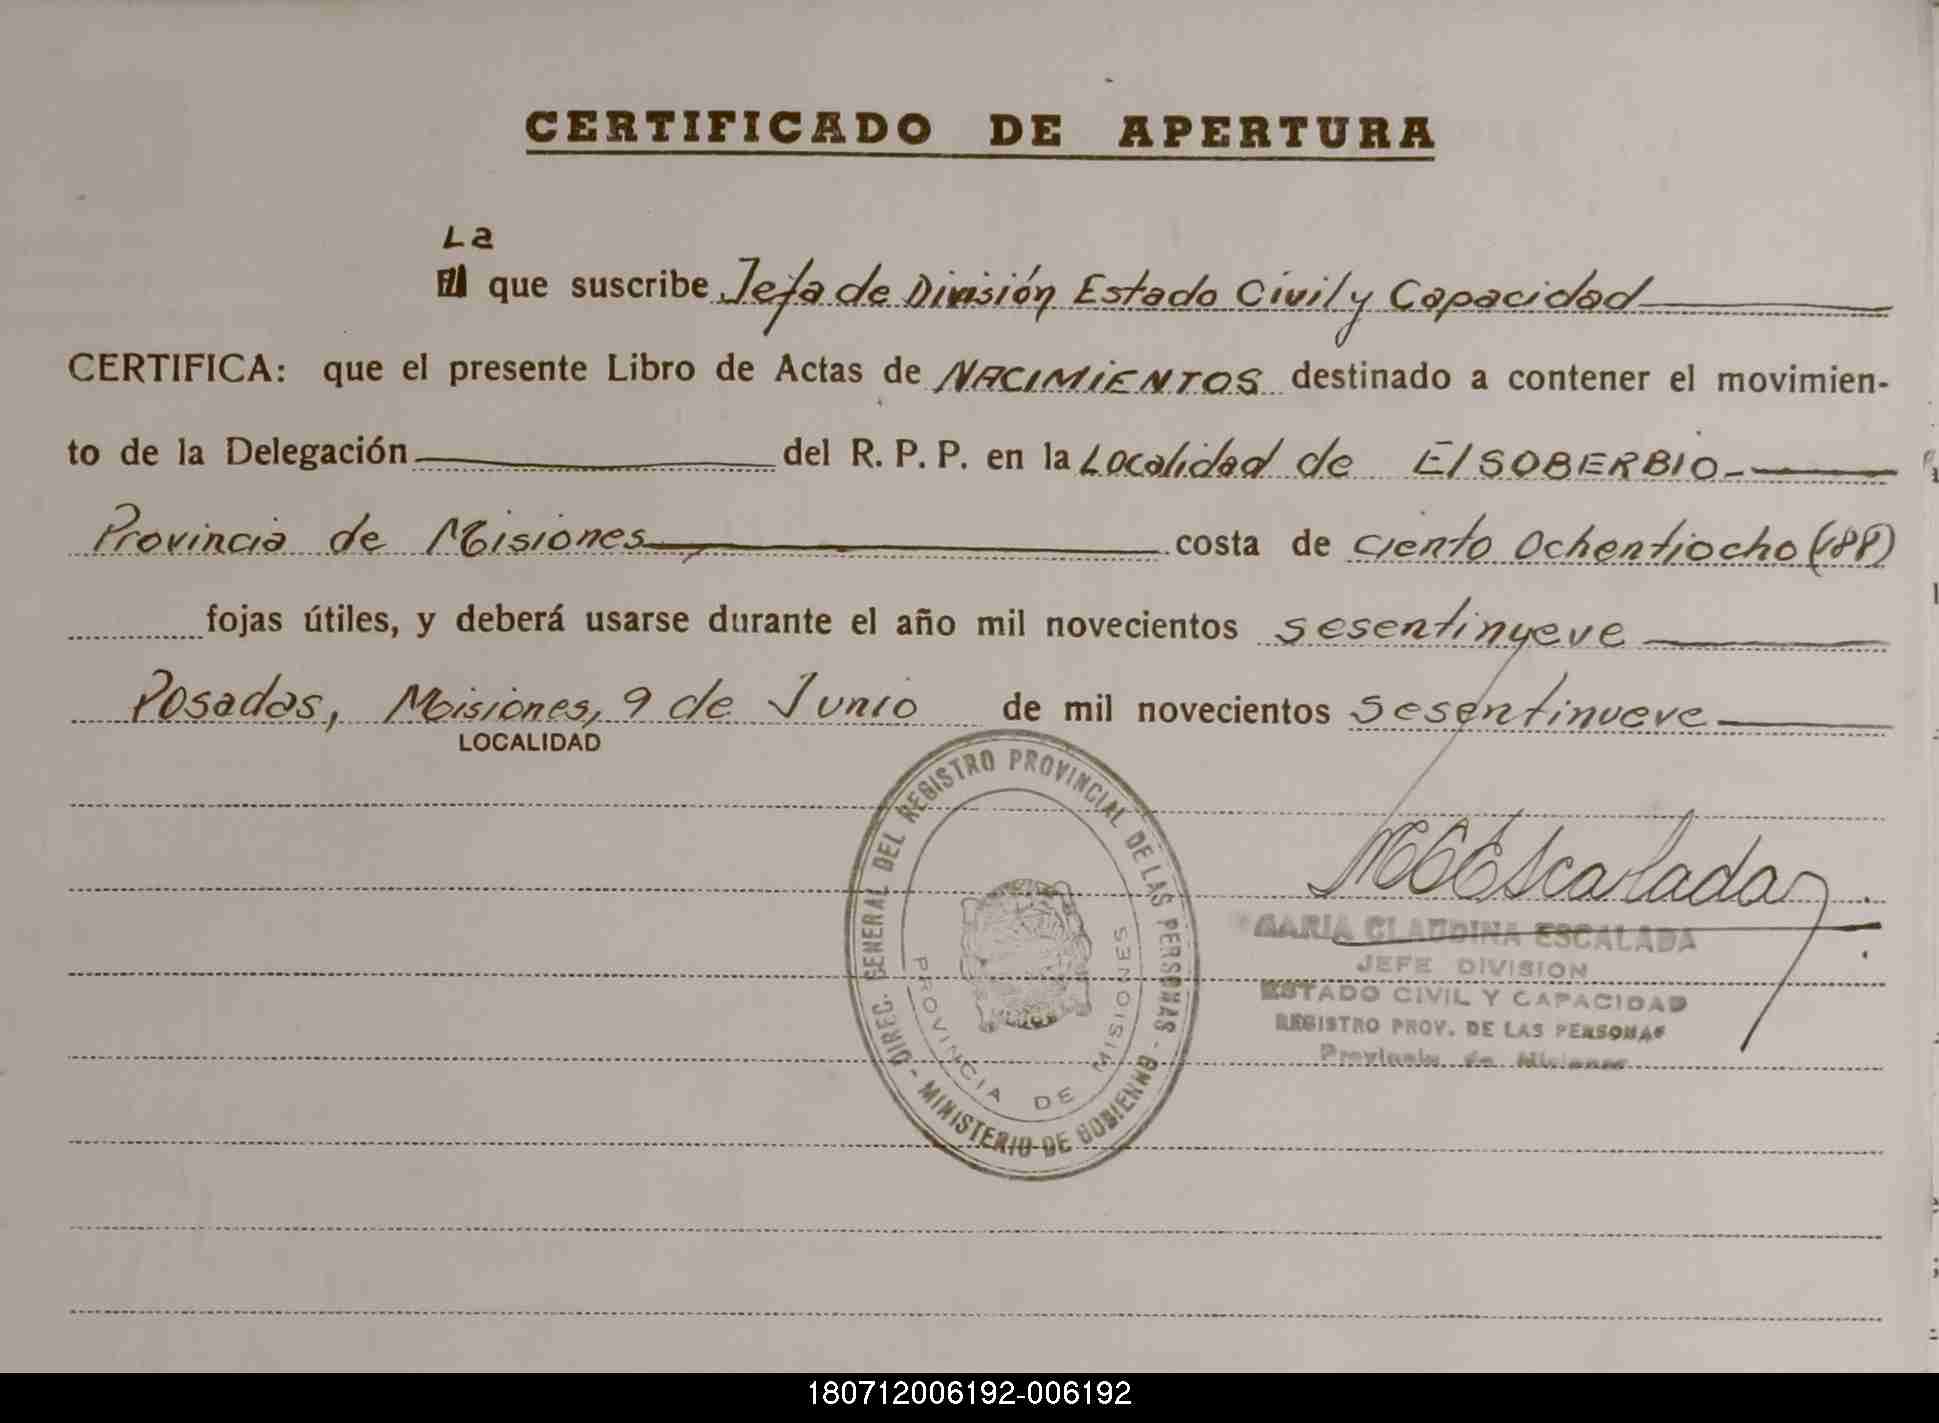 CERTIFICADO DE APERTURA
La
El que suscribe Jefa de División Estado Civil y Capacidad
CERTIFICA: que el presente Libro de Actas de NACIMIENTOS destinado a contener el movimien-
to de la Delegación del R. P. P. en la Localidad de El SOBERBIO.-
Provincia de Misiones costa de ciento Ochentiocho (188)
fojas útiles, y deberá usarse durante el año mil novecientos sesentinueve
Posadas, Misiones, 9 de Junio de mil novecientos sesentinueve
LOCALIDAD
DIREC. GENERAL DEL REGISTRO PROVINCIAL DE LAS PERSONAS - MINISTERIO DE GOBIERNO -
PROVINCIA DE MISIONES
MCEscalada
MARIA CLAUDINA ESCALADA
JEFE DIVISION
ESTADO CIVIL Y CAPACIDAD
REGISTRO PROV. DE LAS PERSONAS
Provincia de Misiones
180712006192-006192